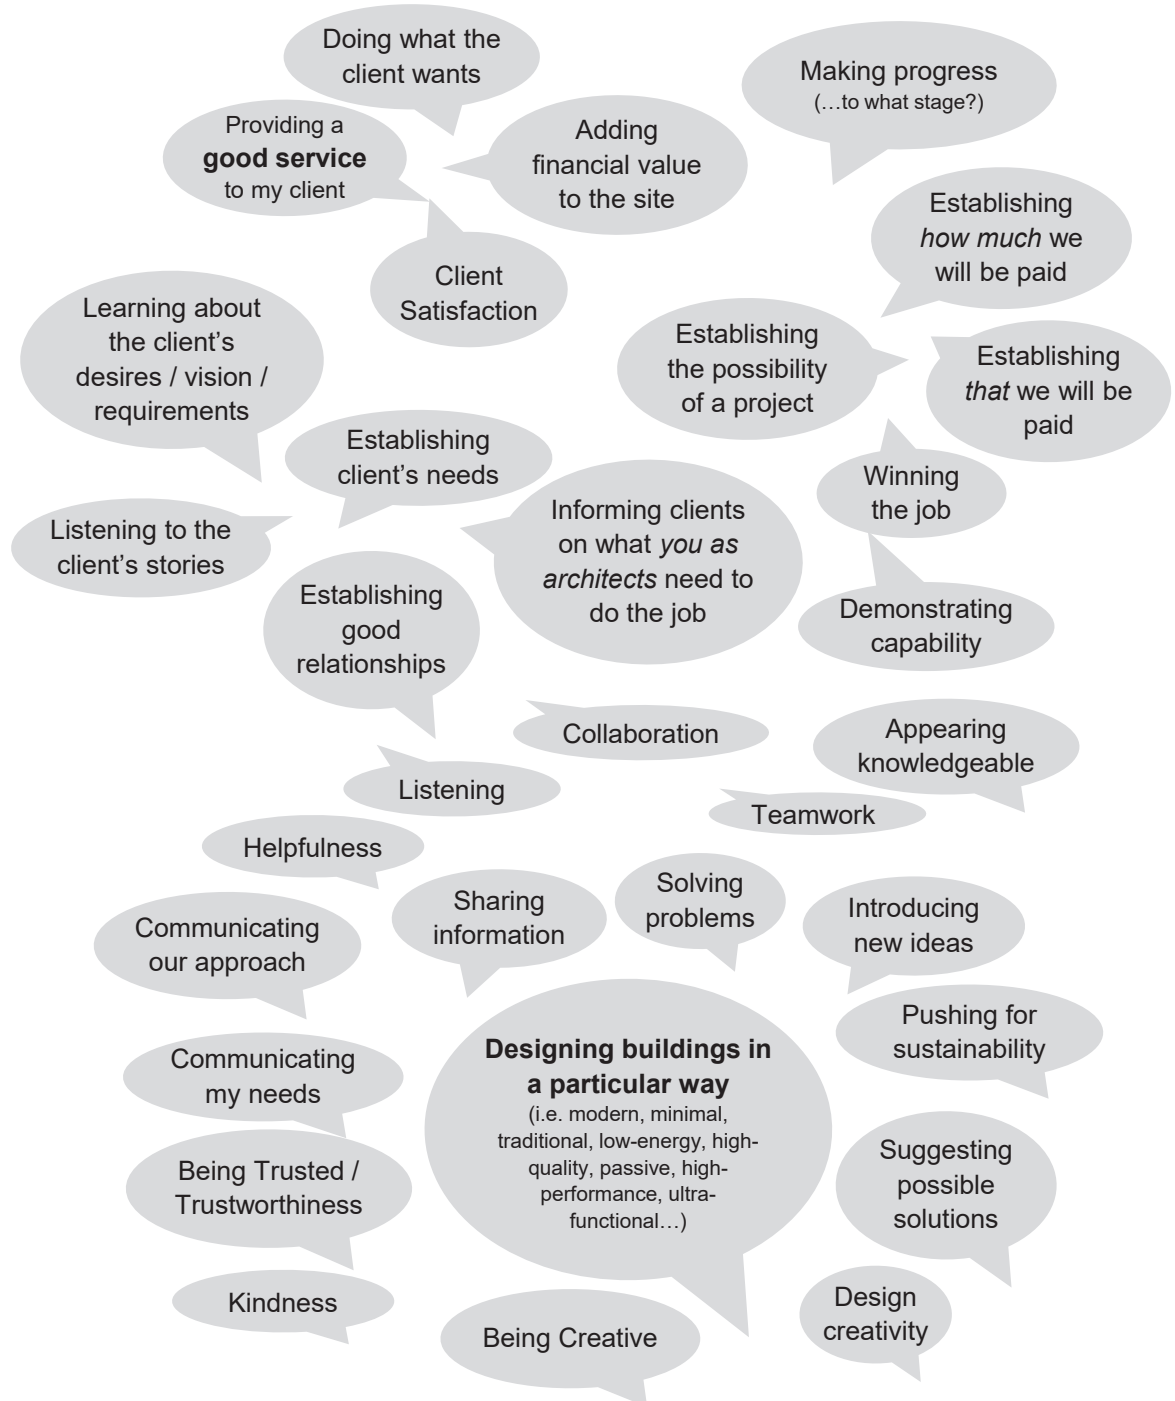 Doing what the
client wants
Making progress
(…to what stage?)
Providing a
good service
to my client
Adding
financial value
to the site
Establishing
how much we
will be paid
Client
Satisfaction
Learning about
the client’s
desires / vision /
requirements
Establishing
the possibility
of a project
Establishing
that we will be
paid
Establishing
client’s needs
Winning
the job
Listening to the
client’s stories
Informing clients
on what you as
architects need to
do the job
Establishing
good
relationships
Demonstrating
capability
Collaboration
Appearing
knowledgeable
Listening
Teamwork
Helpfulness
Sharing
information
Solving
problems
Introducing
new ideas
Communicating
our approach
Pushing for
sustainability
Designing buildings in
a particular way
(i.e. modern, minimal,
traditional, low-energy, high-
quality, passive, high-
performance, ultra-
functional…)
Communicating
my needs
Suggesting
possible
solutions
Being Trusted /
Trustworthiness
Kindness
Design
creativity
Being Creative